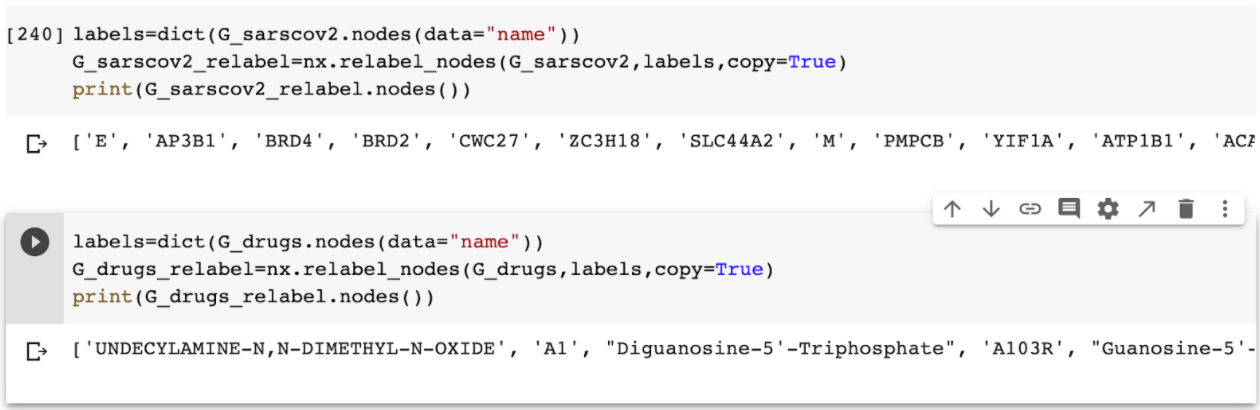 [240] labels=dict(G_sarscov2.nodes(data="name"))
G_sarscov2_relabel=nx.relabel_nodes(G_sarscov2,labels,copy=True)
print(G_sarscov2_relabel.nodes())
['E', 'AP3B1', 'BRD4', 'BRD2', 'CWC27', 'ZC3H18', 'SLC44A2', 'M', 'PMPCB', 'YIF1A', 'ATP1B1', 'ACA
labels=dict(G_drugs.nodes(data="name"))
G_drugs_relabel=nx.relabel_nodes(G_drugs,labels,copy=True)
print(G_drugs_relabel.nodes())
['UNDECYLAMINE-N,N-DIMETHYL-N-OXIDE', 'A1', "Diguanosine-5'-Triphosphate", 'A103R', "Guanosine-5'-